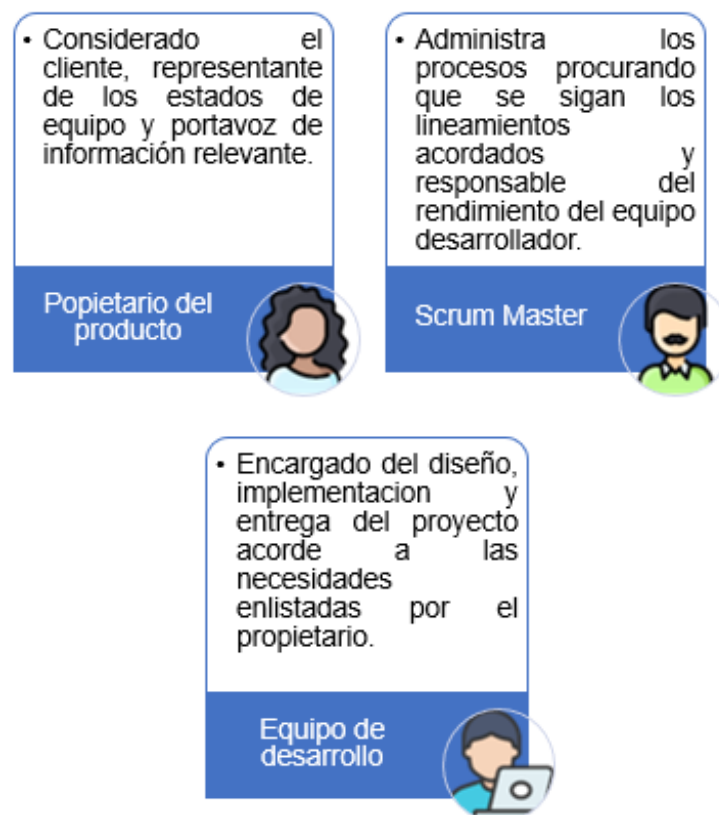 • Considerado el
cliente, representante
de los estados de
equipo y portavoz de
información relevante.
Popietario del
producto
• Administra los
procesos procurando
que se sigan los
lineamientos
acordados y
responsable del
rendimiento del equipo
desarrollador.
Scrum Master
• Encargado del diseño,
implementacion y
entrega del proyecto
acorde a las
necesidades
enlistadas por el
propietario.
Equipo de
desarrollo